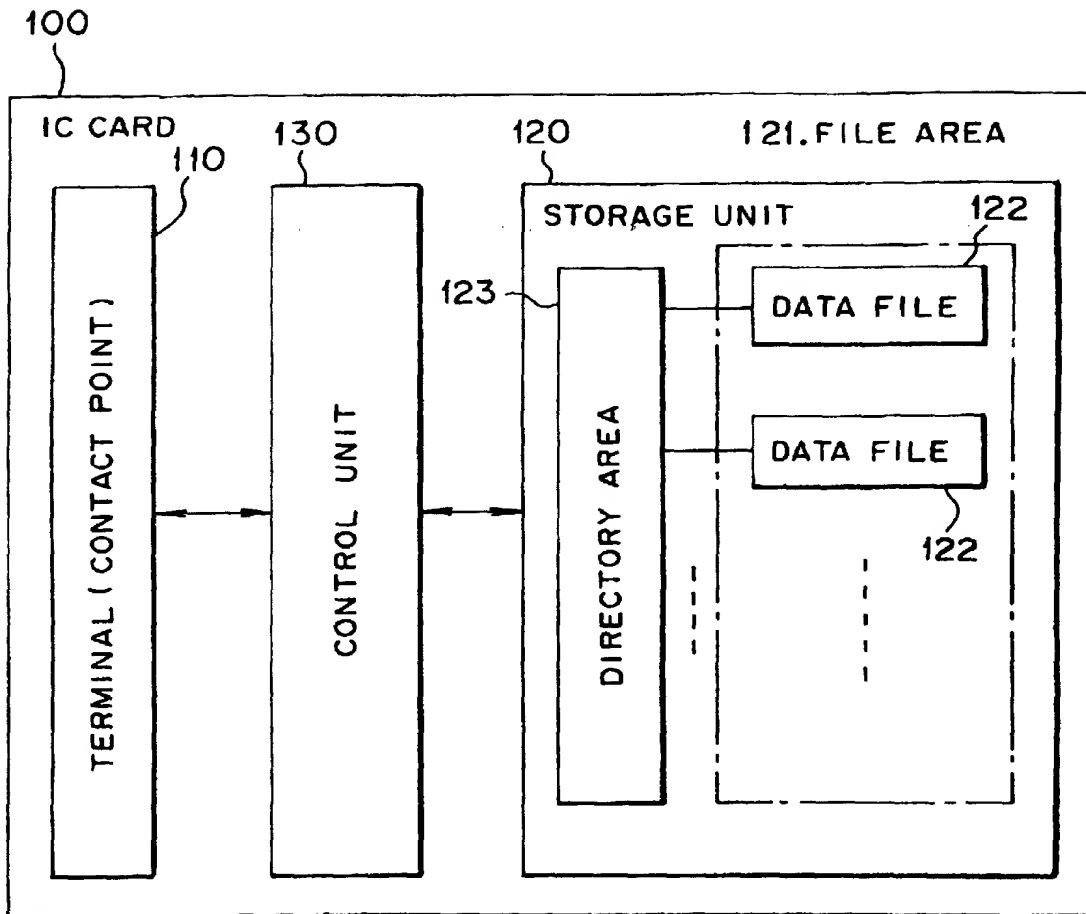 100
IC CARD
110
130
120
121.FILE AREA
STORAGE UNIT
122
123
DATA FILE
DATA FILE
122
TERMINAL (CONTACT POINT)
CONTROL UNIT
DIRECTORY AREA